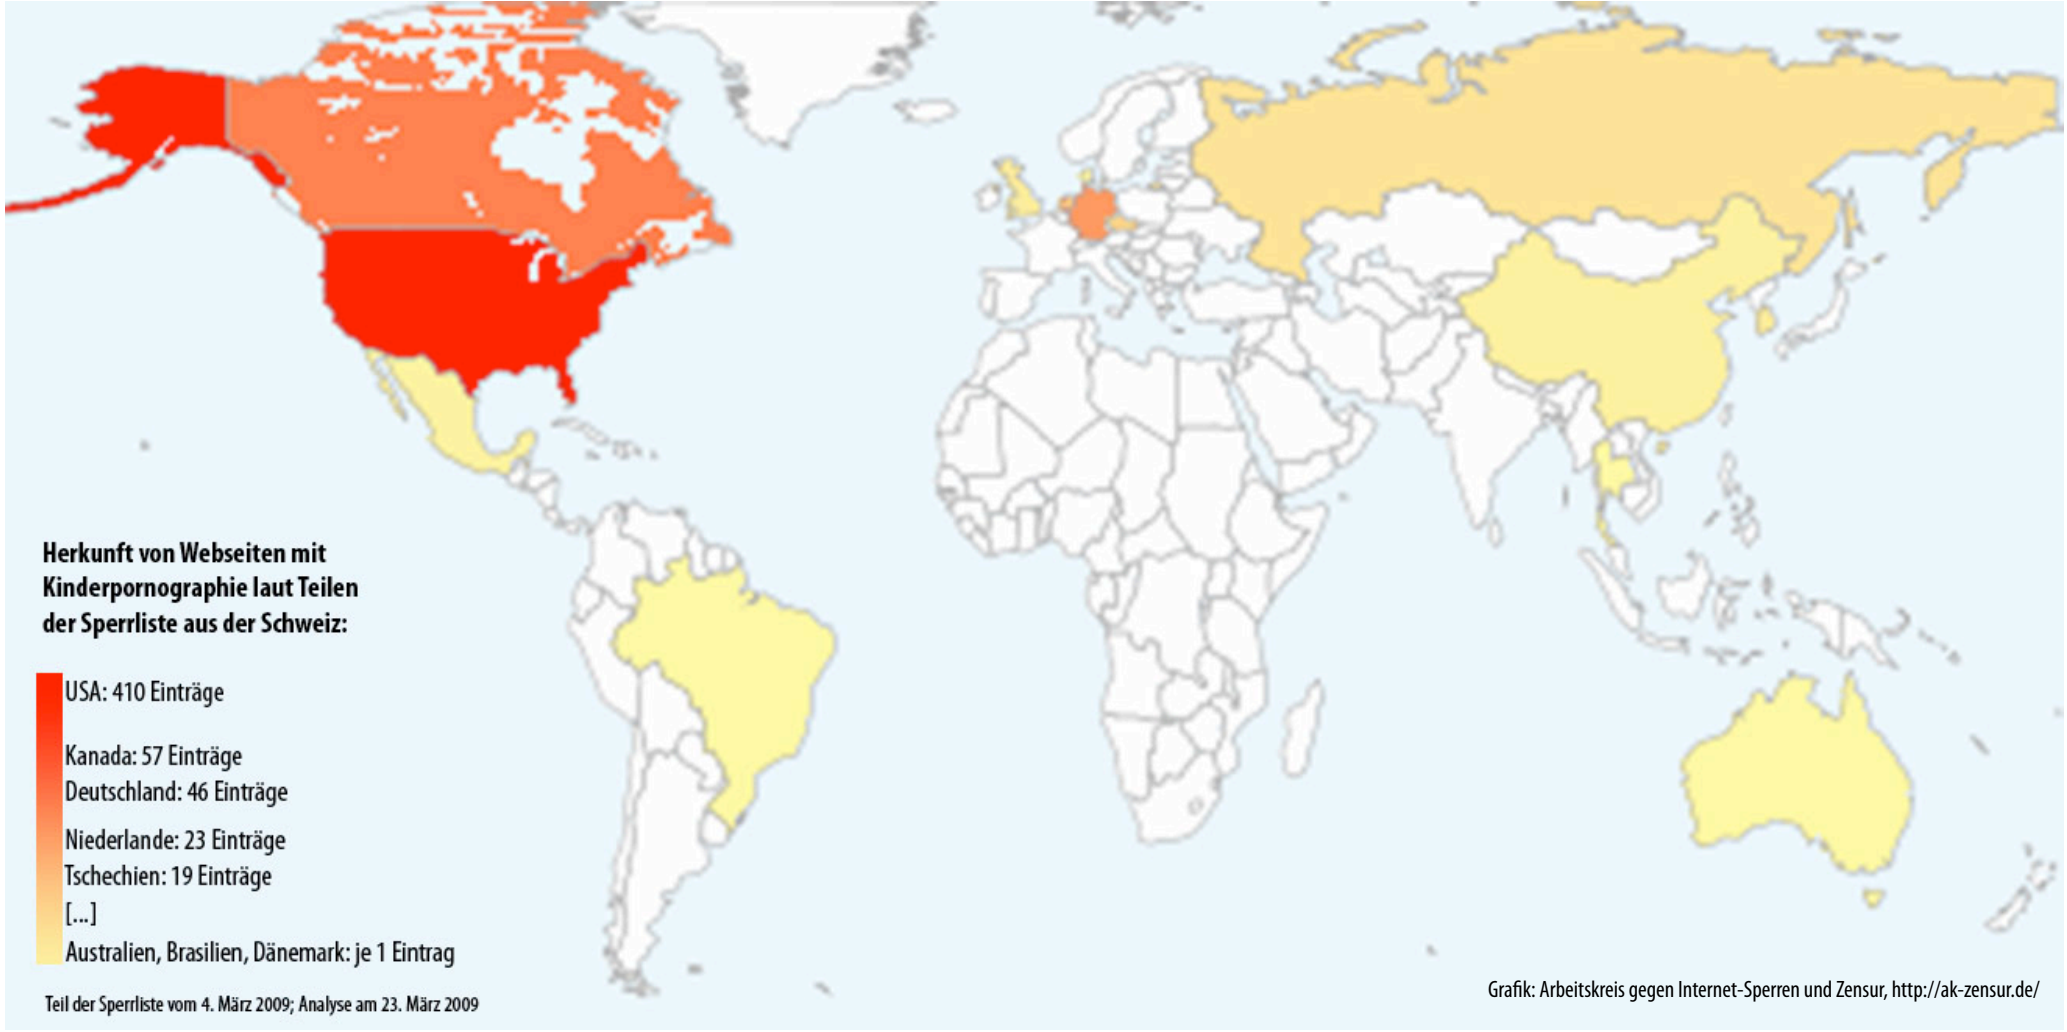 Herkunft von Webseiten mit
Kinderpornographie laut Teilen
der Sperrliste aus der Schweiz:
USA: 410 Einträge
Kanada: 57 Einträge
Deutschland: 46 Einträge
Niederlande: 23 Einträge
Tschechien: 19 Einträge
[...]
Australien, Brasilien, Dänemark: je 1 Eintrag
Teil der Sperrliste vom 4. März 2009; Analyse am 23. März 2009
Grafik: Arbeitskreis gegen Internet-Sperren und Zensur, http://ak-zensur.de/